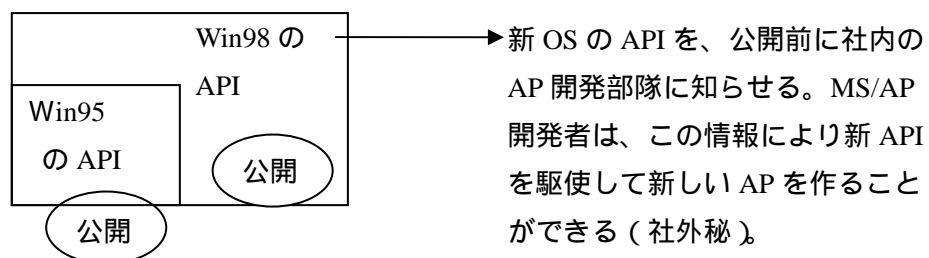 Win98 の
API
Win95
の API
公開
公開
新 OS の API を、公開前に社内の
AP 開発部隊に知らせる。MS/AP
開発者は、この情報により新 API
を駆使して新しい AP を作ること
ができる(社外秘)。